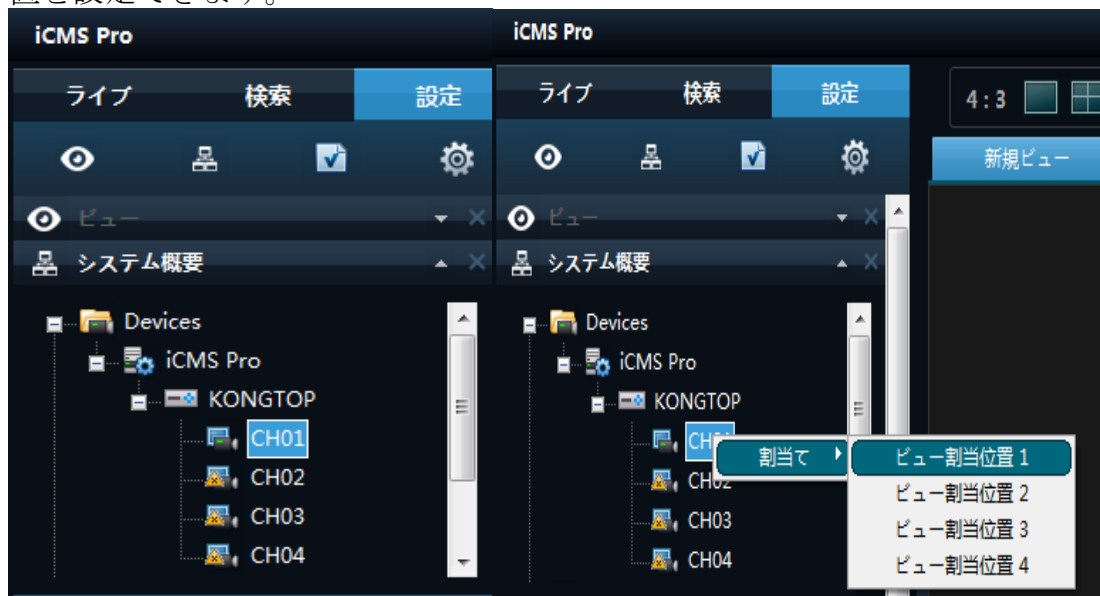 置を設定できます。
iCMS Pro
ライブ 検索 設定
ビュー
システム概要
Devices
iCMS Pro
KONGTOP
CH01
CH02
CH03
CH04
iCMS Pro
ライブ 検索 設定
4:3
新規ビュー
ビュー
システム概要
Devices
iCMS Pro
KONGTOP
CH01
割当て
ビュー割当位置 1
ビュー割当位置 2
ビュー割当位置 3
ビュー割当位置 4
CH02
CH03
CH04